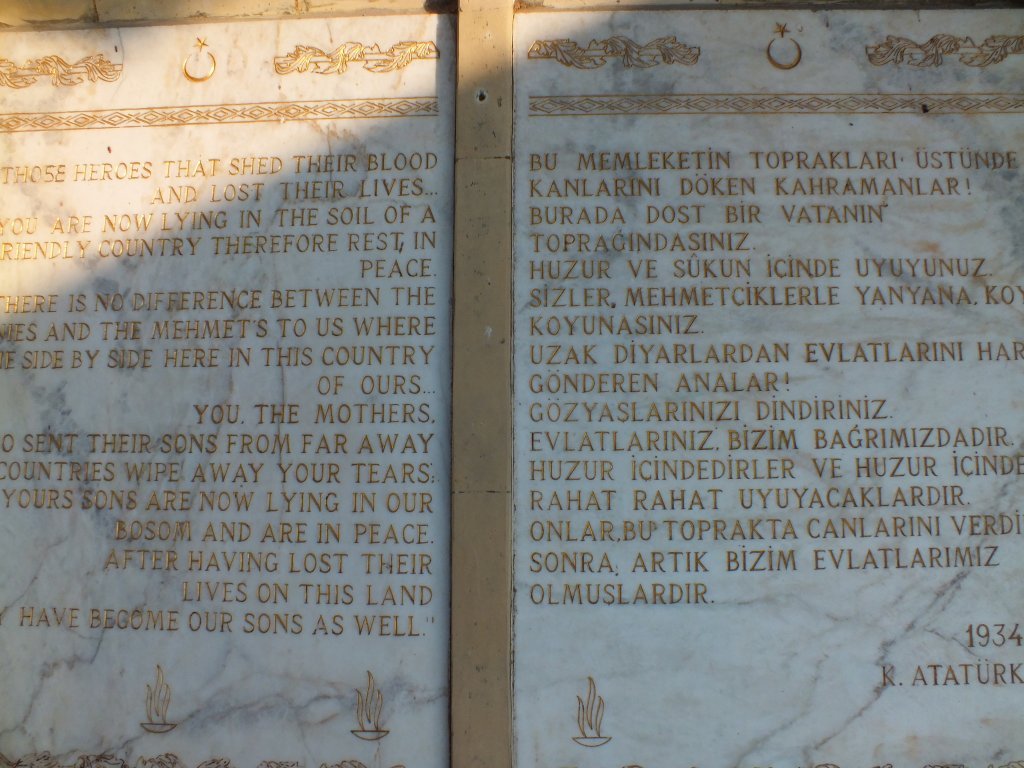 THOSE HEROES THAT SHED THEIR BLOOD
AND LOST THEIR LIVES...
YOU ARE NOW LYING IN THE SOIL OF A
RIENDLY COUNTRY THEREFORE REST IN
PEACE.
HERE IS NO DIFFERENCE BETWEEN THE
AND THE MEHMETS TO US WHERE
SIDE BY SIDE HERE IN THIS COUNTRY
OF OURS...
YOU, THE MOTHERS,
O SENT THEIR SONS FROM FAR AWAY
COUNTRIES WIPE AWAY YOUR TEARS;
YOURS SONS ARE NOW LYING IN OUR
BOSOM AND ARE IN PEACE.
AFTER HAVING LOST THEIR
LIVES ON THIS LAND
Y HAVE BECOME OUR SONS AS WELL."
BU MEMLEKETİN TOPRAKLARI ÜSTÜNDE
KANLARINI DÖKEN KAHRAMANLAR!
BURADA DOST BİR VATANIN
TOPRAĞINDASINIZ.
HUZUR VE SÛKUN İCİNDE UYUYUNUZ.
SİZLER, MEHMETCİKLERLE YANYANA, KOY
KOYUNASINIZ.
UZAK DİYARLARDAN EVLATLARINI HAR
GÖNDEREN ANALAR!
GÖZYAŞLARINIZI DİNDİRİNİZ.
EVLATLARINIZ, BİZİM BAĞRIMIZDADIR.
HUZUR İCİNDEDİRLER VE HUZUR İÇİNDE
RAHAT RAHAT UYUYACAKLARDIR.
ONLAR, BU TOPRAKTA CANLARINI VERDİ
SONRA, ARTIK BİZİM EVLATLARIMIZ
OLMUŞLARDIR.
1934
K. ATATÜRK